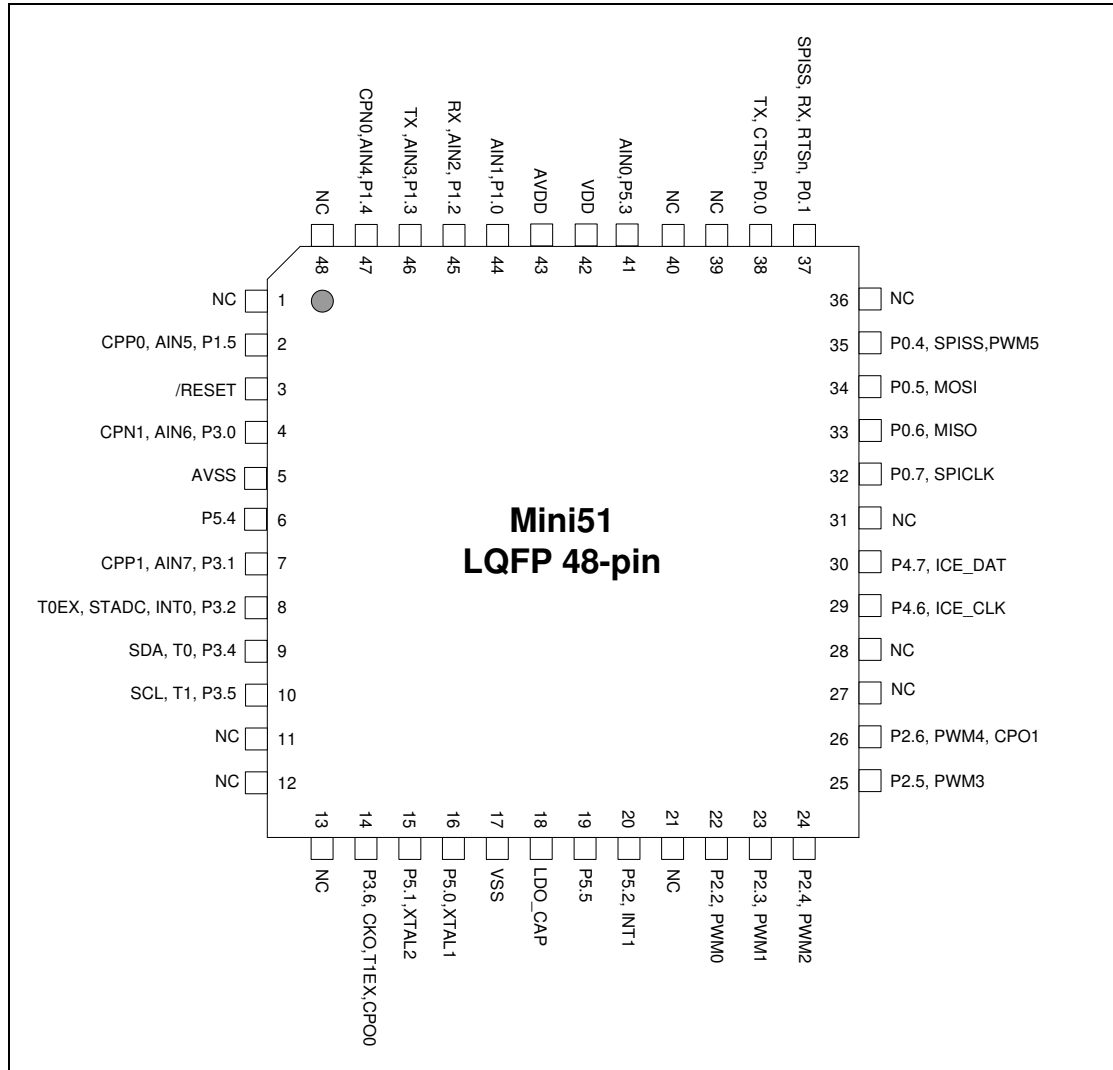 SPISS, RX, RTSn, P0.1
TX, CTSn, P0.0
NC
NC
AIN0,P5.3
VDD
AVDD
AIN1,P1.0
RX ,AIN2, P1.2
TX ,AIN3,P1.3
CPN0,AIN4,P1.4
NC
48
47
46
45
44
43
42
41
40
39
38
37
NC 1
CPP0, AIN5, P1.5 2
/RESET 3
CPN1, AIN6, P3.0 4
AVSS 5
P5.4 6
CPP1, AIN7, P3.1 7
T0EX, STADC, INT0, P3.2 8
SDA, T0, P3.4 9
SCL, T1, P3.5 10
NC 11
NC 12
Mini51
LQFP 48-pin
36 NC
35 P0.4, SPISS,PWM5
34 P0.5, MOSI
33 P0.6, MISO
32 P0.7, SPICLK
31 NC
30 P4.7, ICE_DAT
29 P4.6, ICE_CLK
28 NC
27 NC
26 P2.6, PWM4, CPO1
25 P2.5, PWM3
13
14
15
16
17
18
19
20
21
22
23
24
NC
P3.6, CKO,T1EX,CPO0
P5.1,XTAL2
P5.0,XTAL1
VSS
LDO_CAP
P5.5
P5.2, INT1
NC
P2.2, PWM0
P2.3, PWM1
P2.4, PWM2